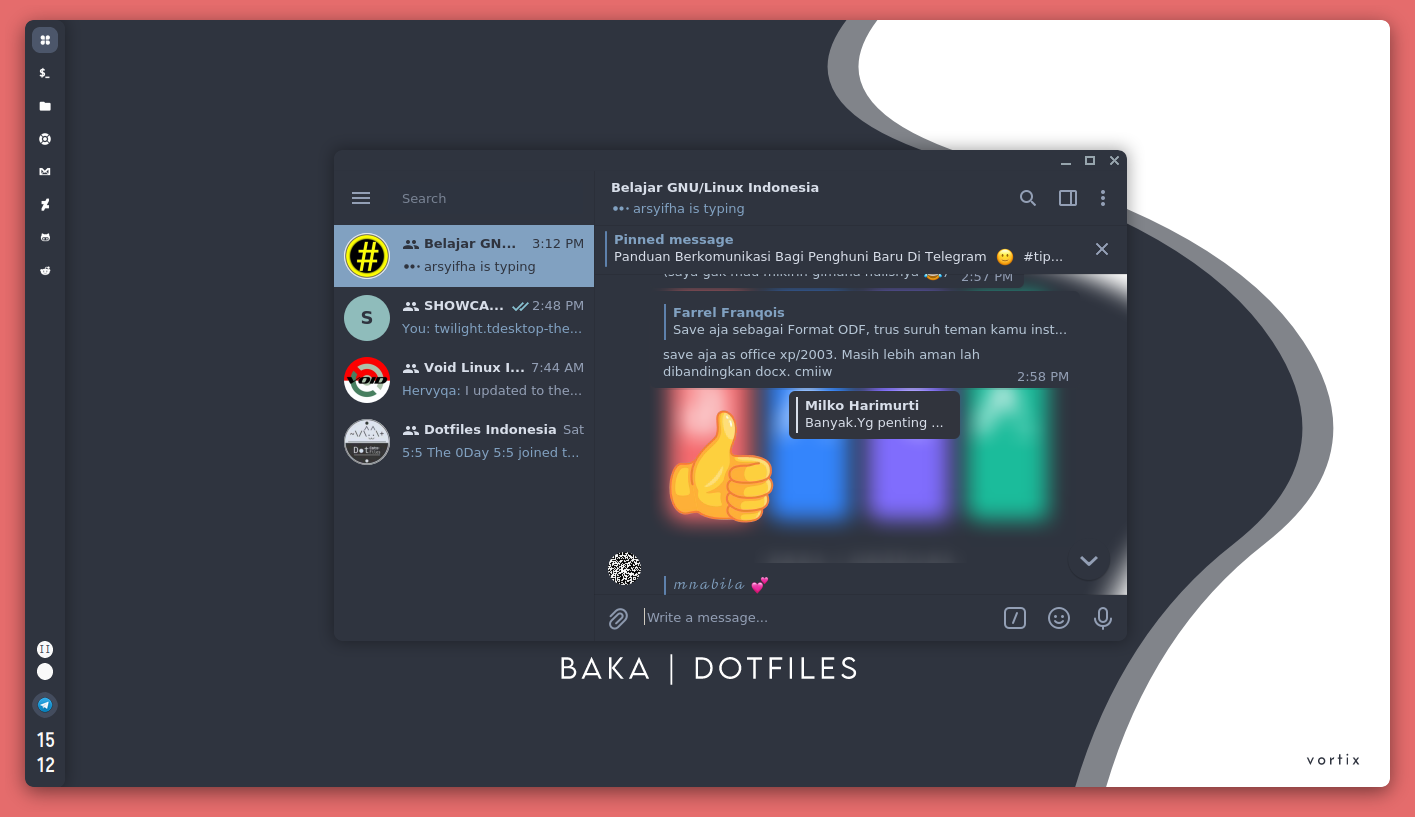 $_
Search
Belajar GN... 3:12 PM
arsyifha is typing
S
SHOWCA... 2:48 PM
You: twilight.tdesktop-the...
VOID
Void Linux I... 7:44 AM
Hervyqa: I updated to the...
Dotfiles Indonesia Sat
5:5 The 0Day 5:5 joined t...
Belajar GNU/Linux Indonesia
arsyifha is typing
Pinned message
Panduan Berkomunikasi Bagi Penghuni Baru Di Telegram 🙂 #tip...
2:57 PM
Farrel Franqois
Save aja sebagai Format ODF, trus suruh teman kamu inst...
save aja as office xp/2003. Masih lebih aman lah
dibandingkan docx. cmiiw
2:58 PM
Milko Harimurti
Banyak.Yg penting ...
𝓂𝓃𝒶𝒷𝒾𝓁𝒶 💕
Write a message...
BAKA | DOTFILES
II
15
12
vortix